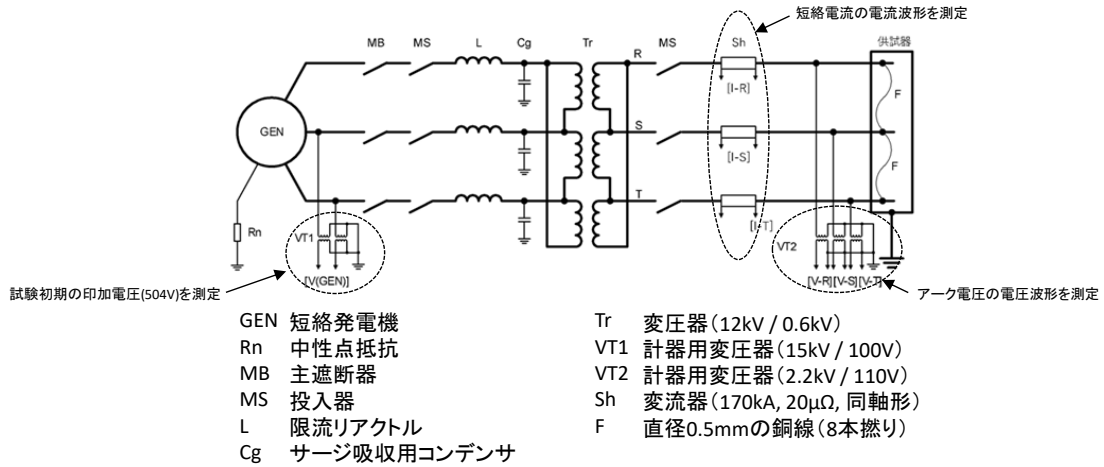 短絡電流の電流波形を測定
MB MS L Cg Tr MS Sh 供試器
R
[I-R]
F
S
GEN
[I-S]
F
T
[I-T]
Rn
VT1
VT2
[V(GEN)]
[V-R][V-S][V-T]
試験初期の印加電圧(504V)を測定
アーク電圧の電圧波形を測定
GEN 短絡発電機
Rn 中性点抵抗
MB 主遮断器
MS 投入器
L 限流リアクトル
Cg サージ吸収用コンデンサ
Tr 変圧器(12kV / 0.6kV)
VT1 計器用変圧器(15kV / 100V)
VT2 計器用変圧器(2.2kV / 110V)
Sh 変流器(170kA, 20μΩ, 同軸形)
F 直径0.5mmの銅線(8本撚り)